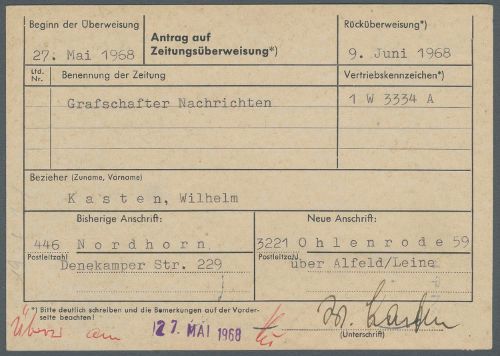 Beginn der Überweisung
Antrag auf
Zeitungsüberweisung*)
Rücküberweisung*)
27. Mai 1968
9. Juni 1968
Lfd. Nr.
Benennung der Zeitung
Vertriebskennzeichen*)
Grafschafter Nachrichten
1 W 3334 A
Bezieher (Zuname, Vorname)
Kasten, Wilhelm
Bisherige Anschrift:
Neue Anschrift:
446 Nordhorn
3221 Ohlenrode 59
Postleitzahl
Postleitzahl
Denekamper Str. 229
über Alfeld/Leine
*) Bitte deutlich schreiben und die Bemerkungen auf der Vorder-
seite beachten!
27. MAI 1968
(Unterschrift)